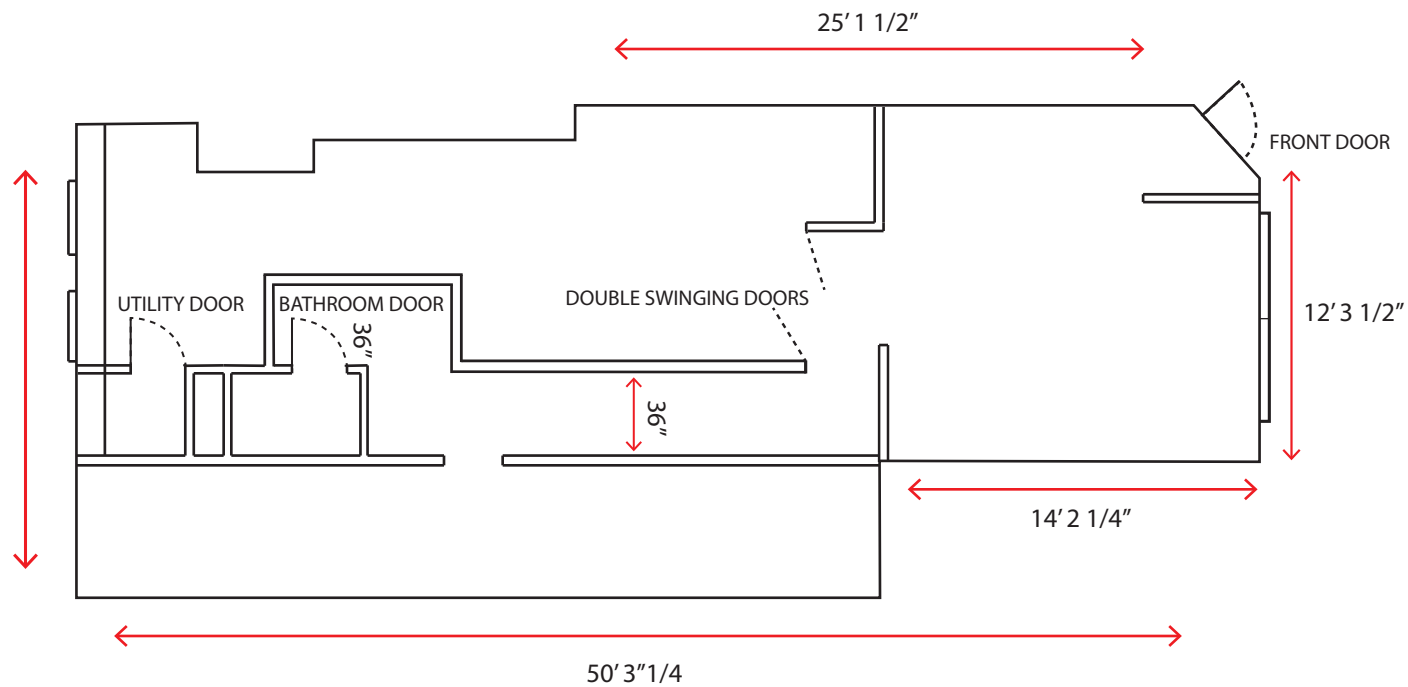 25’ 1 1/2”
FRONT DOOR
UTILITY DOOR
BATHROOM DOOR
DOUBLE SWINGING DOORS
12’ 3 1/2”
36”
36”
14’ 2 1/4”
50’ 3”1/4